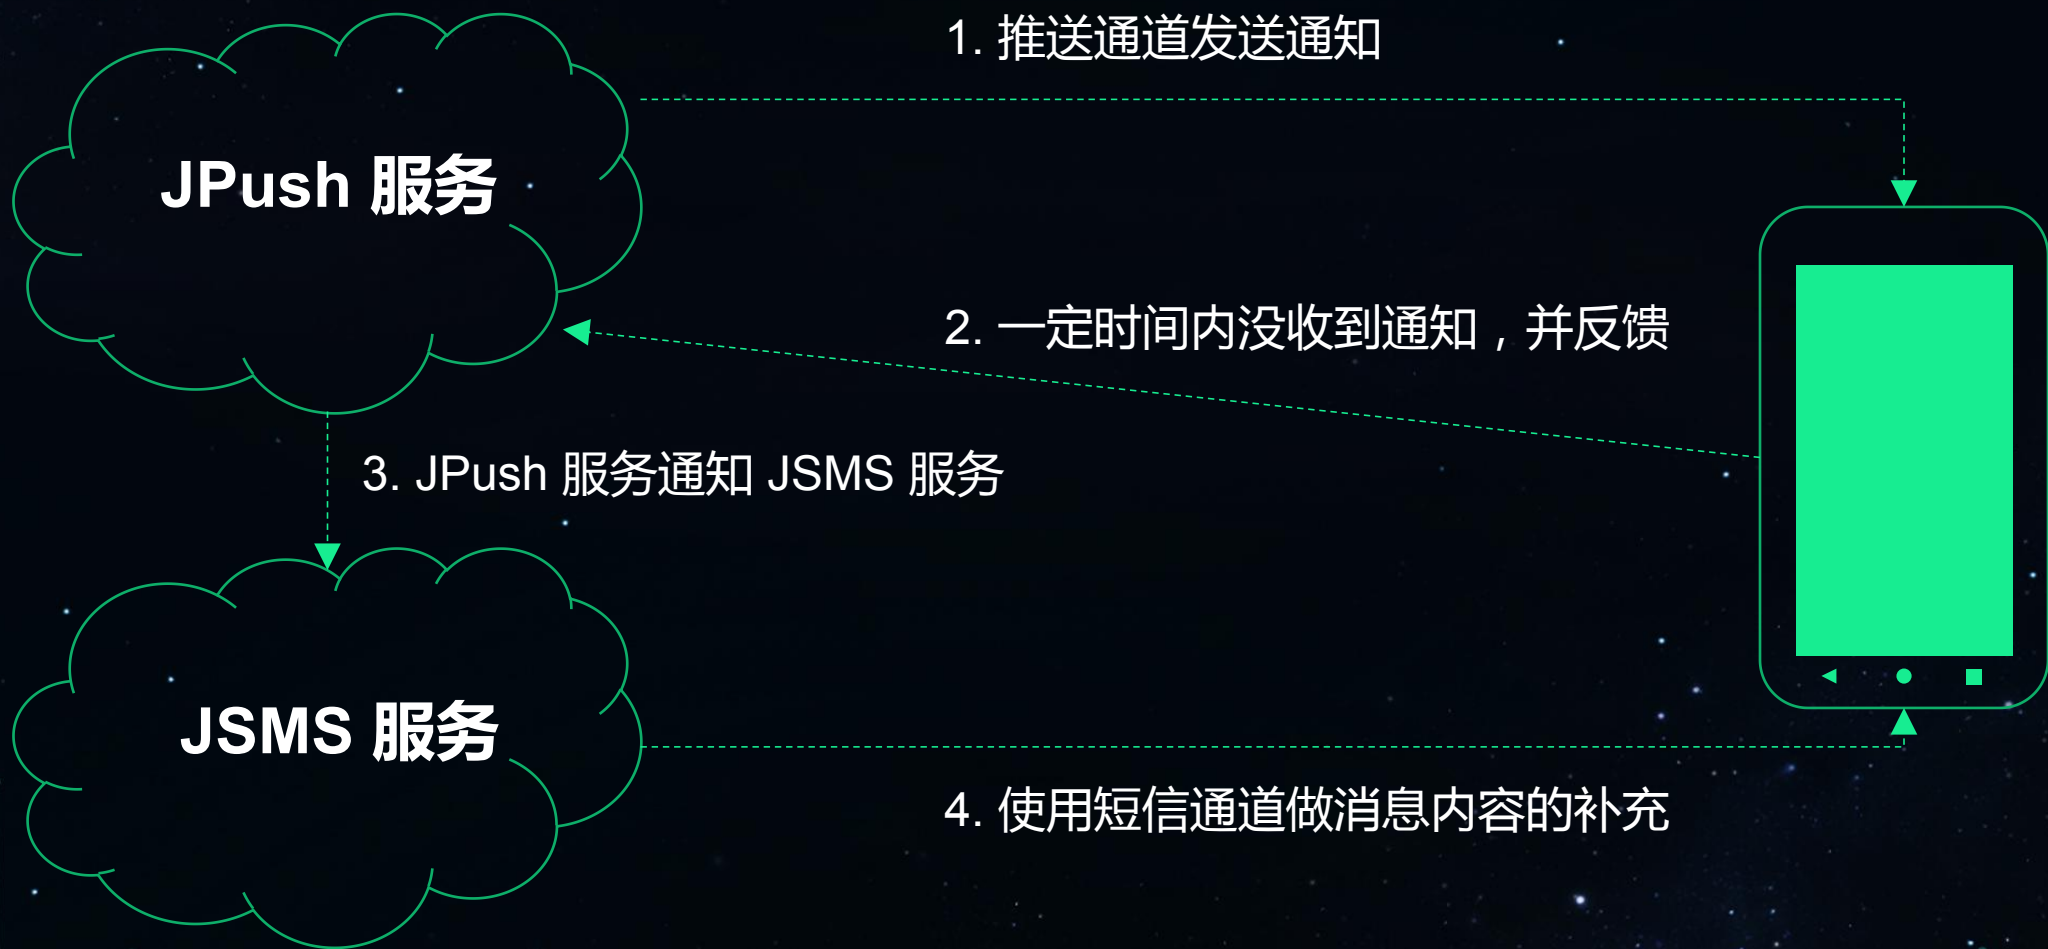 1. 推送通道发送通知
JPush 服务
2. 一定时间内没收到通知，并反馈
3. JPush 服务通知 JSMS 服务
JSMS 服务
4. 使用短信通道做消息内容的补充